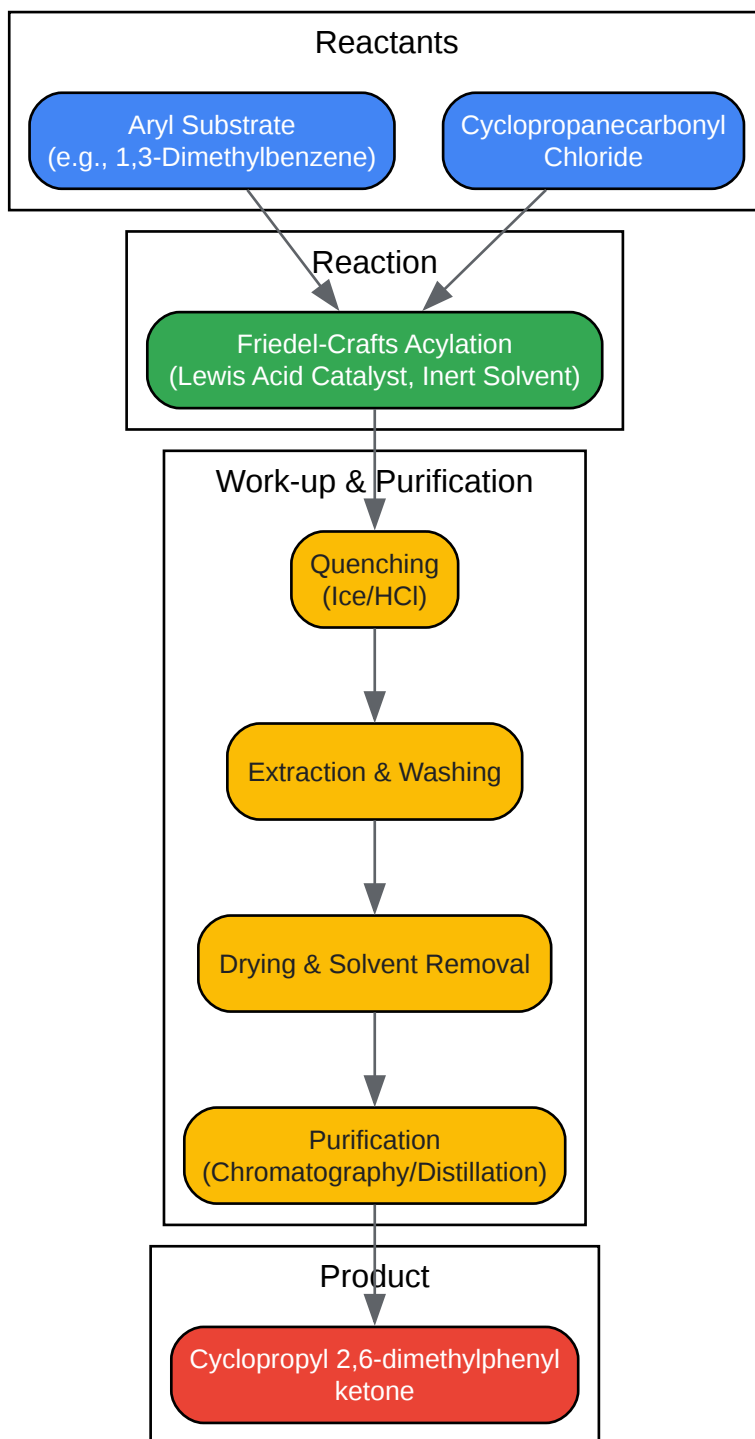 Reactants
Aryl Substrate
(e.g., 1,3-Dimethylbenzene)
Cyclopropanecarbonyl
Chloride
Reaction
Friedel-Crafts Acylation
(Lewis Acid Catalyst, Inert Solvent)
Work-up & Purification
Quenching
(Ice/HCl)
Extraction & Washing
Drying & Solvent Removal
Purification
(Chromatography/Distillation)
Product
Cyclopropyl 2,6-dimethylphenyl
ketone